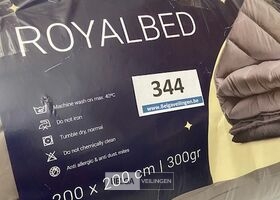 ROYALBED
344
www.Belgaveilingen.be
Machine wash on max. 40°C
Do not iron
Tumble dry, normal
Do not chemically clean
Anti allergic & anti dust mites
200 x 200 cm | 300gr
VEILINGEN